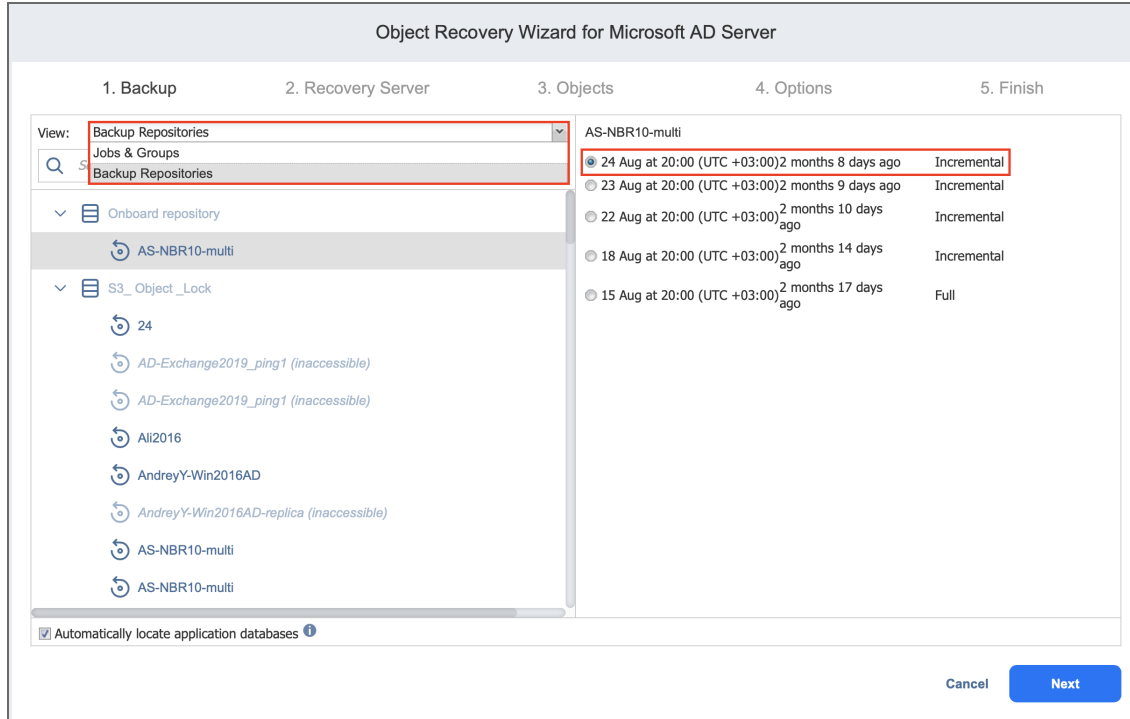 Object Recovery Wizard for Microsoft AD Server
1. Backup
2. Recovery Server
3. Objects
4. Options
5. Finish
View:
Backup Repositories
Jobs & Groups
Backup Repositories
Onboard repository
AS-NBR10-multi
S3_ Object _Lock
24
AD-Exchange2019_ping1 (inaccessible)
AD-Exchange2019_ping1 (inaccessible)
Ali2016
AndreyY-Win2016AD
AndreyY-Win2016AD-replica (inaccessible)
AS-NBR10-multi
AS-NBR10-multi
Automatically locate application databases
AS-NBR10-multi
24 Aug at 20:00 (UTC +03:00) 2 months 8 days ago Incremental
23 Aug at 20:00 (UTC +03:00) 2 months 9 days ago Incremental
22 Aug at 20:00 (UTC +03:00) 2 months 10 days ago Incremental
18 Aug at 20:00 (UTC +03:00) 2 months 14 days ago Incremental
15 Aug at 20:00 (UTC +03:00) 2 months 17 days ago Full
Cancel
Next